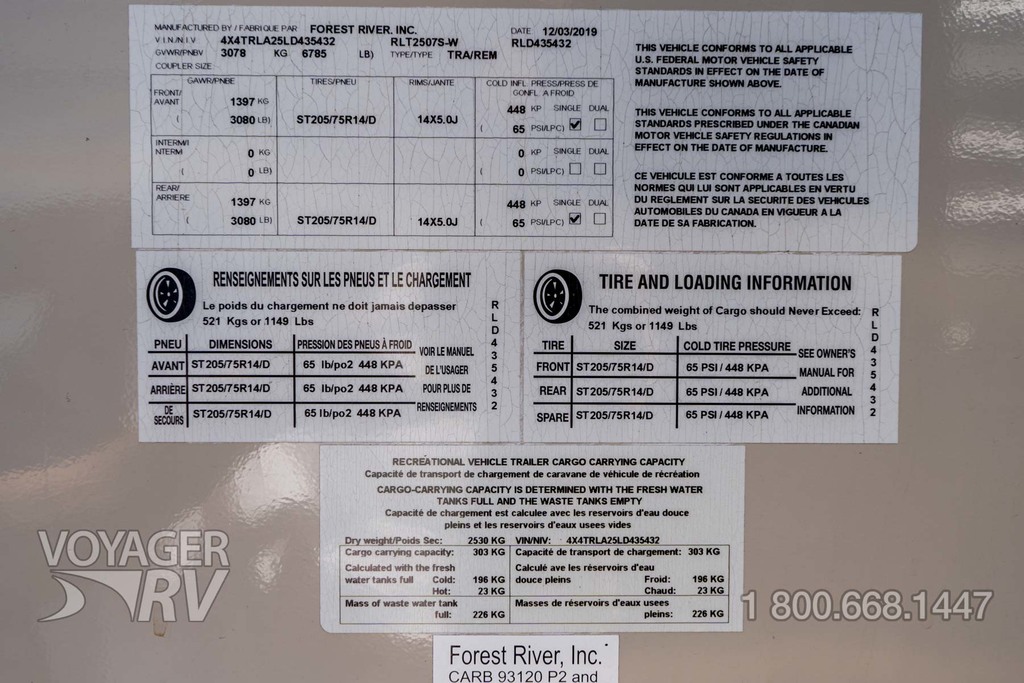 MANUFACTURED BY / FABRIQUE PAR FOREST RIVER, INC. DATE 12/03/2019
V I N / N I V 4X4TRLA25LD435432 RLT2507S-W RLD435432
GVWR/PNBV 3078 KG 6785 LB) TYPE/TYPE TRA/REM
COUPLER SIZE
GAWR/PNBE TIRES/PNEU RIMS/JANTE COLD INFL. PRESS/PRESS DE GONFL. A FROID
FRONT/
AVANT 1397 KG 448 KP SINGLE DUAL
( 3080 LB) ST205/75R14/D 14X5.0J ( 65 PSI/LPC) ☑ ☐
INTERM/I
NTERM 0 KG 0 KP SINGLE DUAL
( 0 LB) ( 0 PSI/LPC) ☐ ☐
REAR/
ARRIERE 1397 KG 448 KP SINGLE DUAL
( 3080 LB) ST205/75R14/D 14X5.0J ( 65 PSI/LPC) ☑ ☐
THIS VEHICLE CONFORMS TO ALL APPLICABLE
U.S. FEDERAL MOTOR VEHICLE SAFETY
STANDARDS IN EFFECT ON THE DATE OF
MANUFACTURE SHOWN ABOVE.
THIS VEHICLE CONFORMS TO ALL APPLICABLE
STANDARDS PRESCRIBED UNDER THE CANADIAN
MOTOR VEHICLE SAFETY REGULATIONS IN
EFFECT ON THE DATE OF MANUFACTURE.
CE VEHICULE EST CONFORME A TOUTES LES
NORMES QUI LUI SONT APPLICABLES EN VERTU
DU REGLEMENT SUR LA SECURITE DES VEHICULES
AUTOMOBILES DU CANADA EN VIGUEUR A LA
DATE DE SA FABRICATION.
RENSEIGNEMENTS SUR LES PNEUS ET LE CHARGEMENT
Le poids du chargement ne doit jamais depasser
521 Kgs or 1149 Lbs
PNEU DIMENSIONS PRESSION DES PNEUS À FROID
AVANT ST205/75R14/D 65 lb/po2 448 KPA
ARRIÈRE ST205/75R14/D 65 lb/po2 448 KPA
DE
SECOURS ST205/75R14/D 65 lb/po2 448 KPA
VOIR LE MANUEL
DE L'USAGER
POUR PLUS DE
RENSEIGNEMENTS
RLD435432
TIRE AND LOADING INFORMATION
The combined weight of Cargo should Never Exceed:
521 Kgs or 1149 Lbs
TIRE SIZE COLD TIRE PRESSURE
FRONT ST205/75R14/D 65 PSI / 448 KPA
REAR ST205/75R14/D 65 PSI / 448 KPA
SPARE ST205/75R14/D 65 PSI / 448 KPA
SEE OWNER'S
MANUAL FOR
ADDITIONAL
INFORMATION
RLD435432
RECREATIONAL VEHICLE TRAILER CARGO CARRYING CAPACITY
Capacité de transport de chargement de caravane de véhicule de récréation
CARGO-CARRYING CAPACITY IS DETERMINED WITH THE FRESH WATER
TANKS FULL AND THE WASTE TANKS EMPTY
Capacité de chargement est calculee avec les reservoirs d'eau douce
pleins et les reservoirs d'eaux usees vides
Dry weight/Poids Sec: 2530 KG VIN/NIV: 4X4TRLA25LD435432
Cargo carrying capacity: 303 KG Capacité de transport de chargement: 303 KG
Calculated with the fresh Calculé ave les réservoirs d'eau
water tanks full Cold: 196 KG douce pleins Froid: 196 KG
Hot: 23 KG Chaud: 23 KG
Mass of waste water tank Masses de réservoirs d'eaux usees
full: 226 KG pleins: 226 KG
VOYAGER
RV
1 800.668.1447
Forest River, Inc.
CARB 93120 P2 and